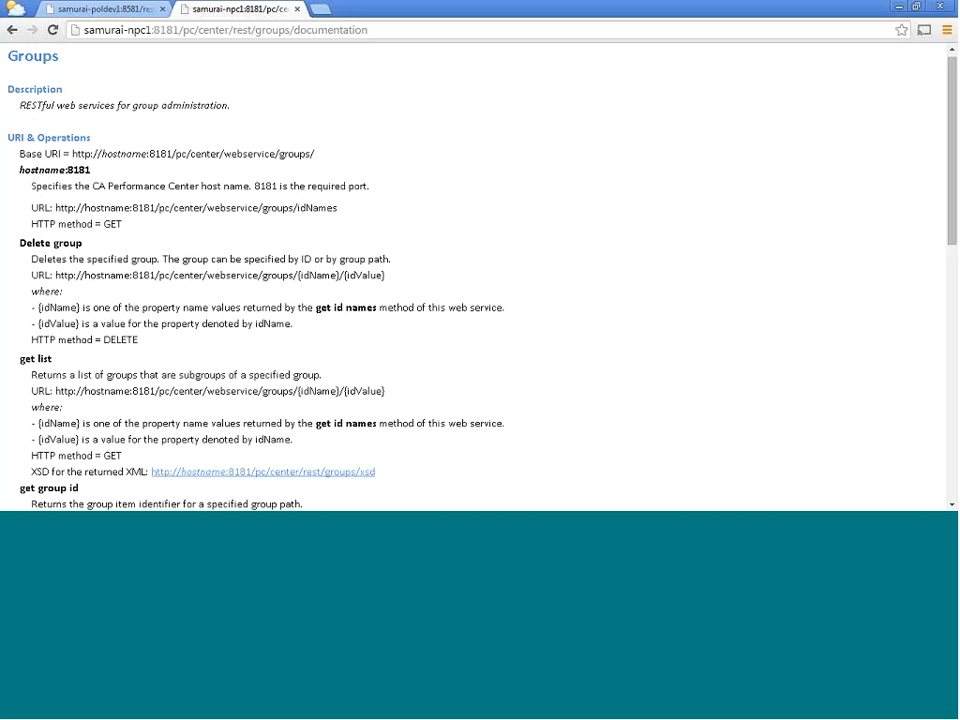 samurai-poldev1:8581/res
samurai-npc1:8181/pc/ce
samurai-npc1:8181/pc/center/rest/groups/documentation
Groups
Description
RESTful web services for group administration.
URI & Operations
Base URI = http://hostname:8181/pc/center/webservice/groups/
hostname:8181
Specifies the CA Performance Center host name. 8181 is the required port.
URL: http://hostname:8181/pc/center/webservice/groups/idNames
HTTP method = GET
Delete group
Deletes the specified group. The group can be specified by ID or by group path.
URL: http://hostname:8181/pc/center/webservice/groups/{idName}/{idValue}
where:
- {idName} is one of the property name values returned by the get id names method of this web service.
- {idValue} is a value for the property denoted by idName.
HTTP method = DELETE
get list
Returns a list of groups that are subgroups of a specified group.
URL: http://hostname:8181/pc/center/webservice/groups/{idName}/{idValue}
where:
- {idName} is one of the property name values returned by the get id names method of this web service.
- {idValue} is a value for the property denoted by idName.
HTTP method = GET
XSD for the returned XML: http://hostname:8181/pc/center/rest/groups/xsd
get group id
Returns the group item identifier for a specified group path.